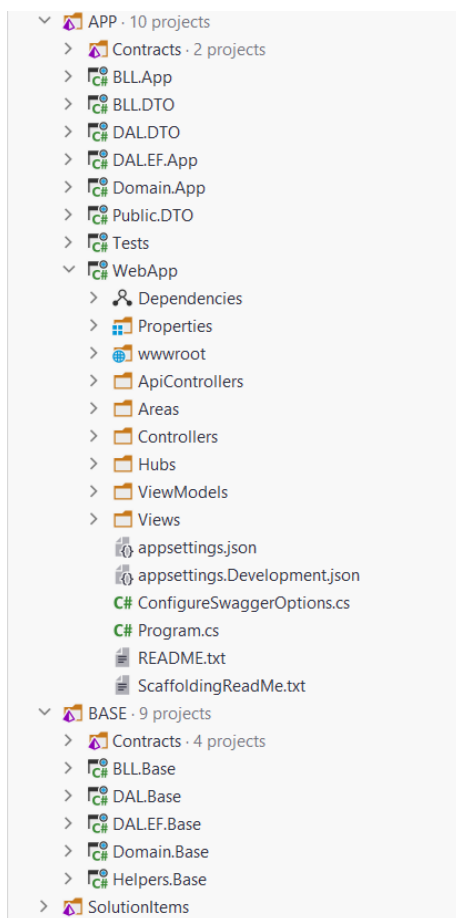 APP · 10 projects
Contracts · 2 projects
C# BLL.App
C# BLL.DTO
C# DAL.DTO
C# DAL.EF.App
C# Domain.App
C# Public.DTO
C# Tests
C# WebApp
Dependencies
Properties
wwwroot
ApiControllers
Areas
Controllers
Hubs
ViewModels
Views
appsettings.json
appsettings.Development.json
C# ConfigureSwaggerOptions.cs
C# Program.cs
README.txt
ScaffoldingReadMe.txt
BASE · 9 projects
Contracts · 4 projects
C# BLL.Base
C# DAL.Base
C# DAL.EF.Base
C# Domain.Base
C# Helpers.Base
SolutionItems